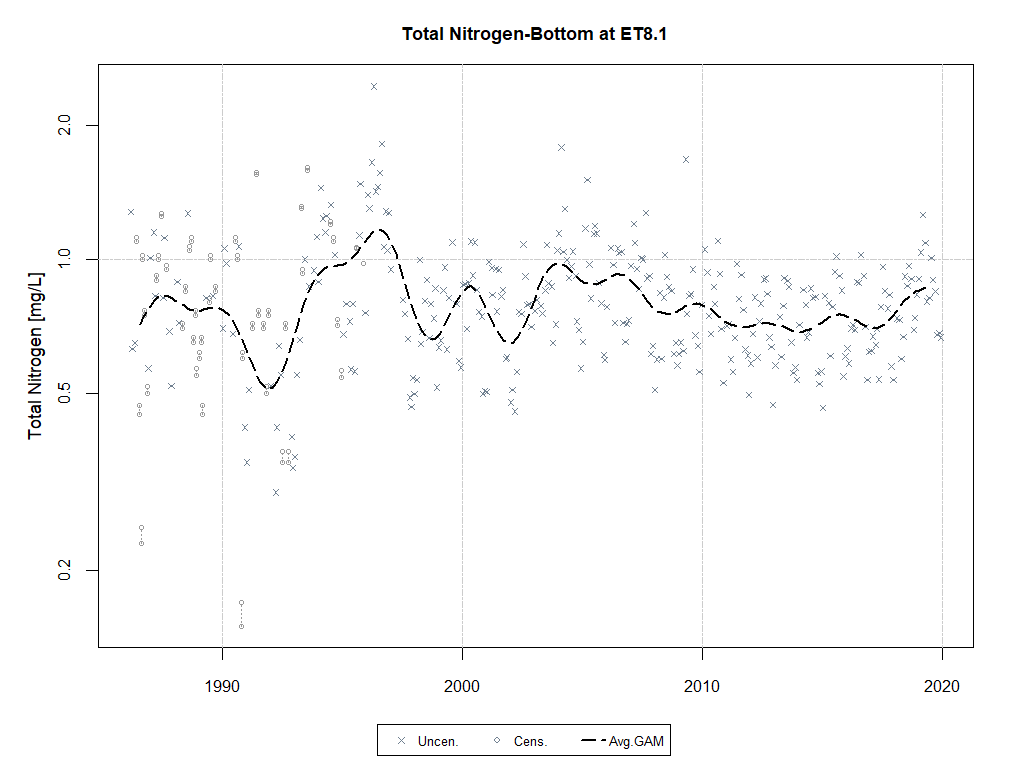 Total Nitrogen-Bottom at ET8.1
Total Nitrogen [mg/L]
2.0
1.0
0.5
0.2
1990 2000 2010 2020
Uncen. Cens. Avg.GAM